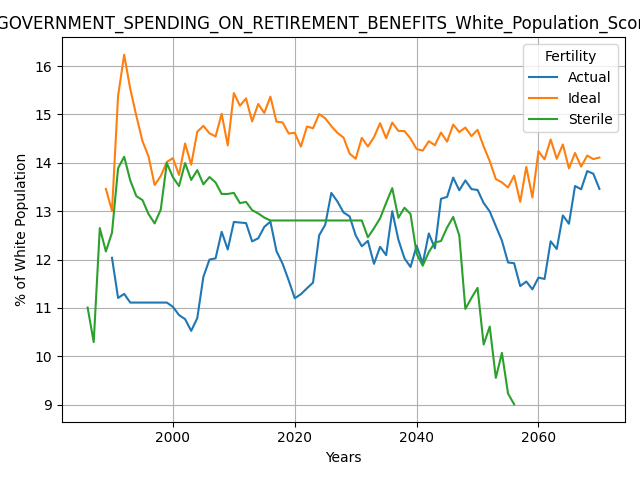 GOVERNMENT_SPENDING_ON_RETIREMENT_BENEFITS_White_Population_Scor
Fertility
Actual
Ideal
Sterile
16
15
14
13
12
11
10
9
% of White Population
2000 2020 2040 2060
Years